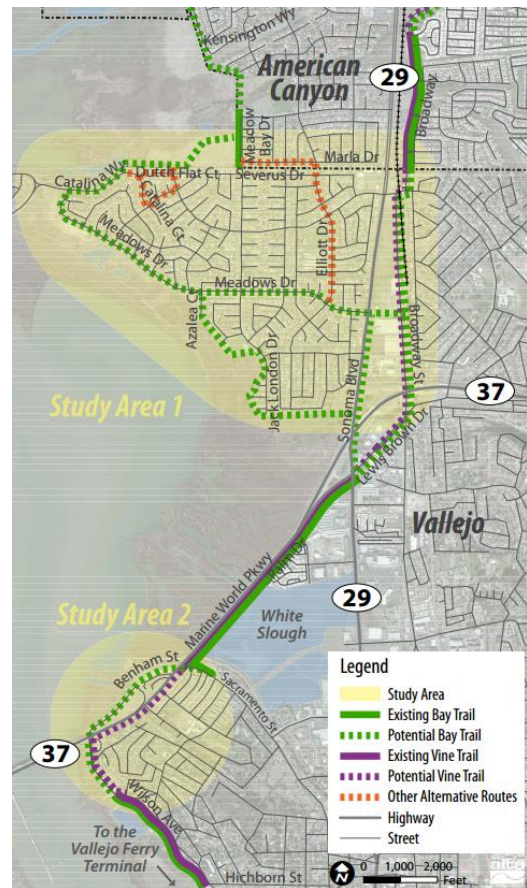 Kensington Wy
American
Canyon
29
Broadway
Meadow
Bay Dr
Marla Dr
Catalina Wy
Dutch Flat Ct
Severus Dr
Catalina Ct
Meadows Dr
Elliott Dr
Meadows Dr
Azalea Ct
Broadway St
Jack London Dr
Sonoma Blvd
37
Study Area 1
Lewis Brown Dr
Vallejo
Marine World Pkwy
Palm Dr
29
Study Area 2
White
Slough
Benham St
Sacramento St
37
Wilson Ave
To the
Vallejo Ferry
Terminal
Hichborn St
Legend
Study Area
Existing Bay Trail
Potential Bay Trail
Existing Vine Trail
Potential Vine Trail
Other Alternative Routes
Highway
Street
N
0 1,000 2,000
Feet
alta